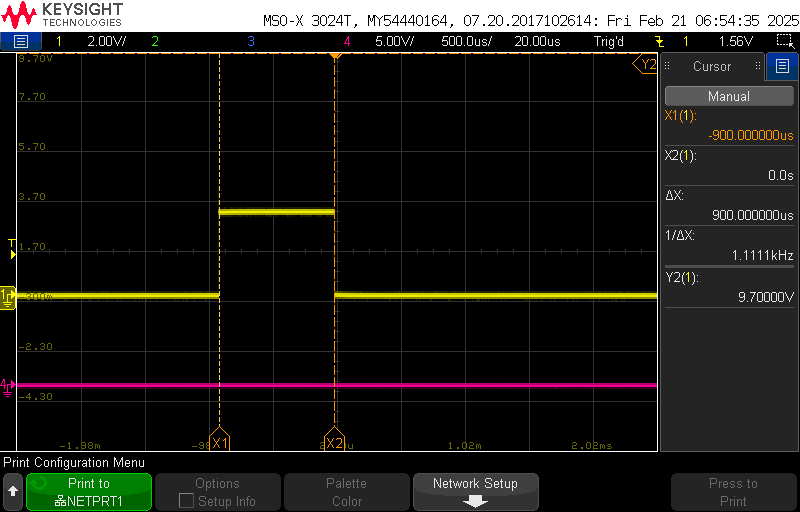 KEYSIGHT
TECHNOLOGIES
MSO-X 3024T, MY54440164, 07.20.2017102614: Fri Feb 21 06:54:35 2025
1 2.00V/ 2 3 4 5.00V/ 500.0us/ 20.00us Trig'd 1 1.56V
9.70V
Y2
7.70
5.70
3.70
T
1.70
1
-300m
-2.30
4
-4.30
X1
X2
-1.98m
1.02m
2.02ms
Cursor
Manual
X1(1):
-900.000000us
X2(1):
0.0s
ΔX:
900.000000us
1/ΔX:
1.1111kHz
Y2(1):
9.70000V
Print Configuration Menu
Print to
NETPRT1
Options
Setup Info
Palette
Color
Network Setup
Press to
Print